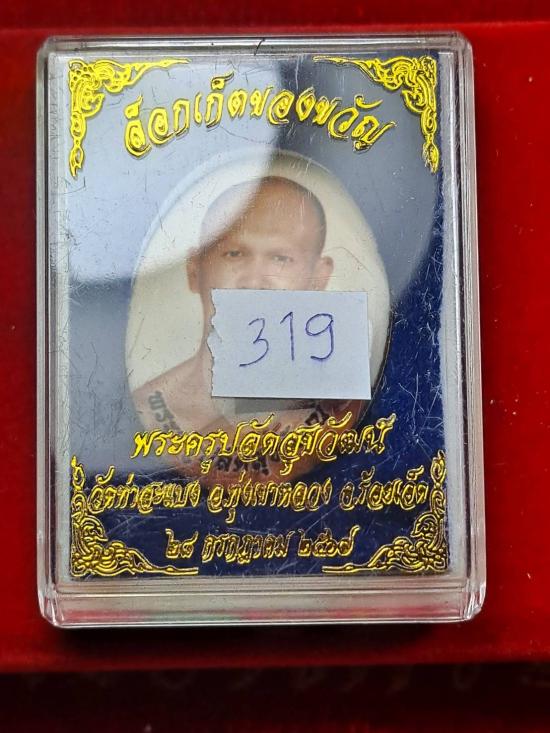 ล็อกเก็ตของขวัญ
319
พระครูปลัดสุชีวัฒน์
วัดท่าสะแบง อ.ทุ่งเขาหลวง จ.ร้อยเอ็ด
๒๘ กรกฎาคม ๒๕๖๗